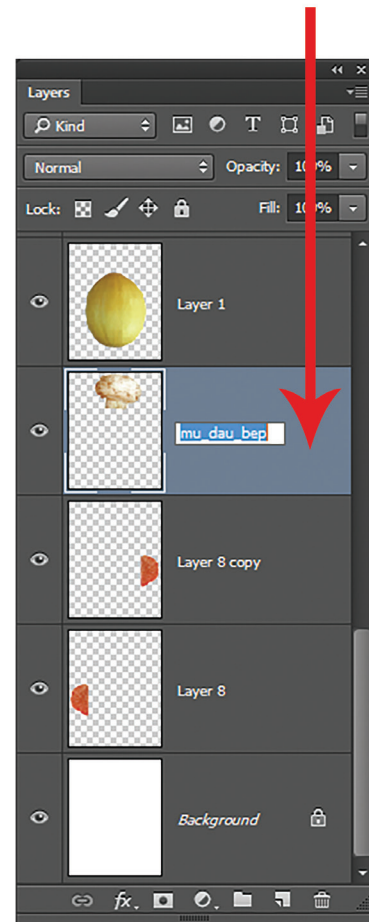 Layers
Kind
Normal Opacity:
Lock: Fill:
Layer 1
mu_dau_bep
Layer 8 copy
Layer 8
Background
fx